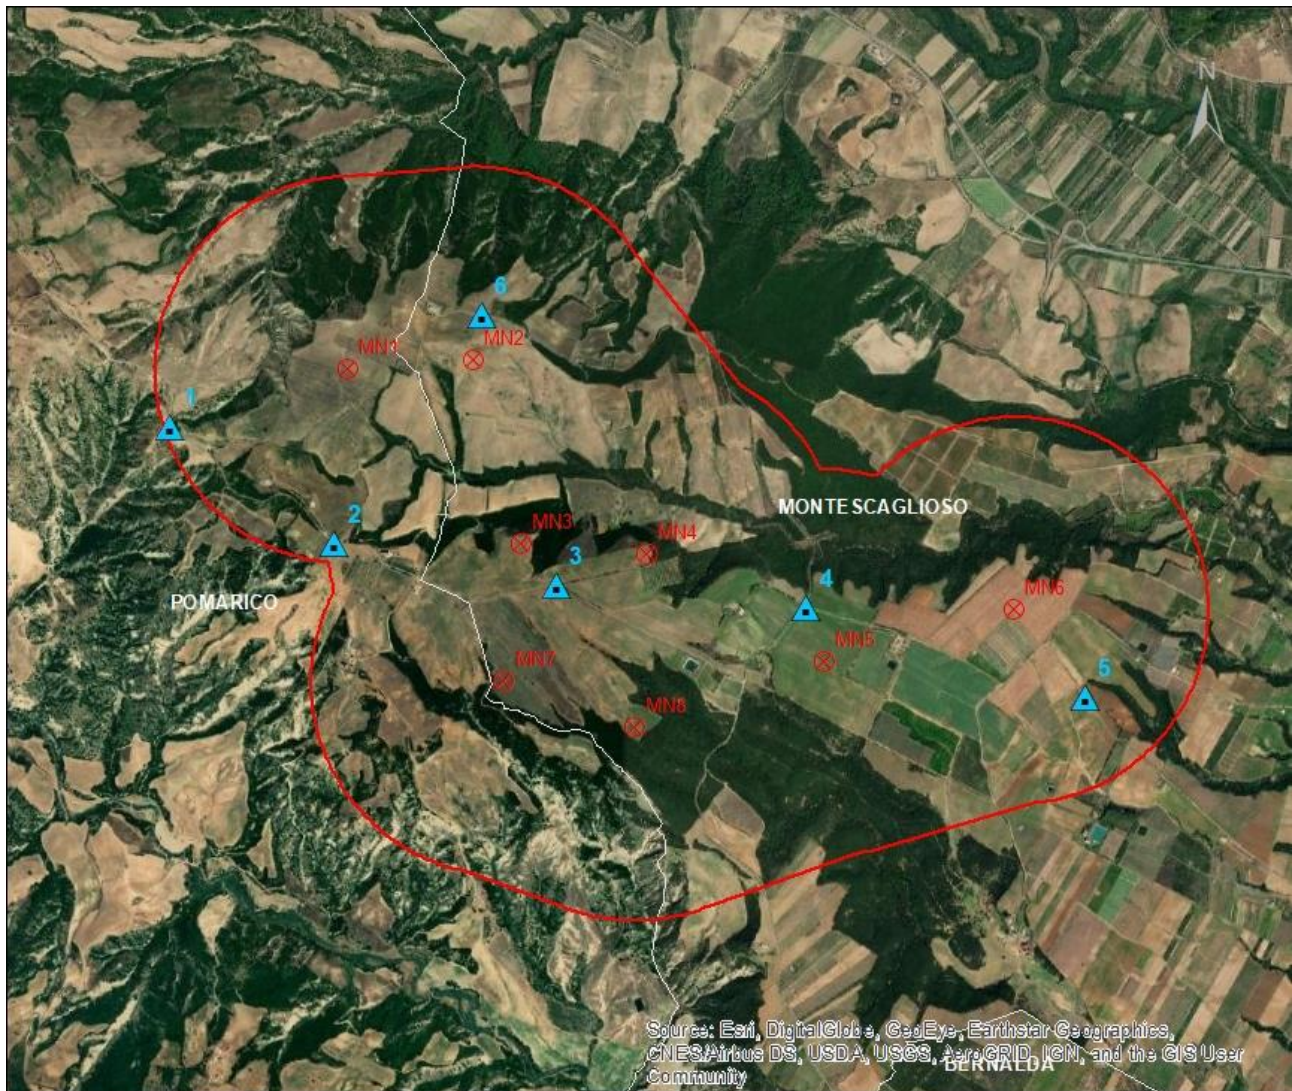 N
6
MN1
MN2
1
2
MN3
MN4
MONTESCAGLIOSO
3
4
MN6
POMARICO
MN5
MN7
5
MN8
Source: Esri, DigitalGlobe, GeoEye, Earthstar Geographics,
CNES/Airbus DS, USDA, USGS, AeroGRID, IGN, and the GIS User
Community
BERNALDA